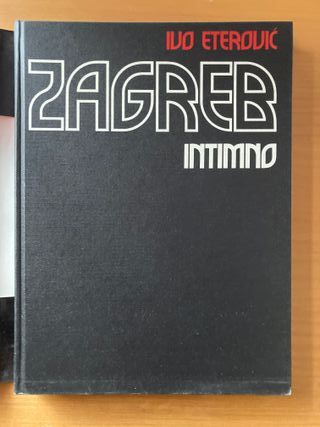 IVO ETEROVIĆ
ZAGREB
INTIMNO